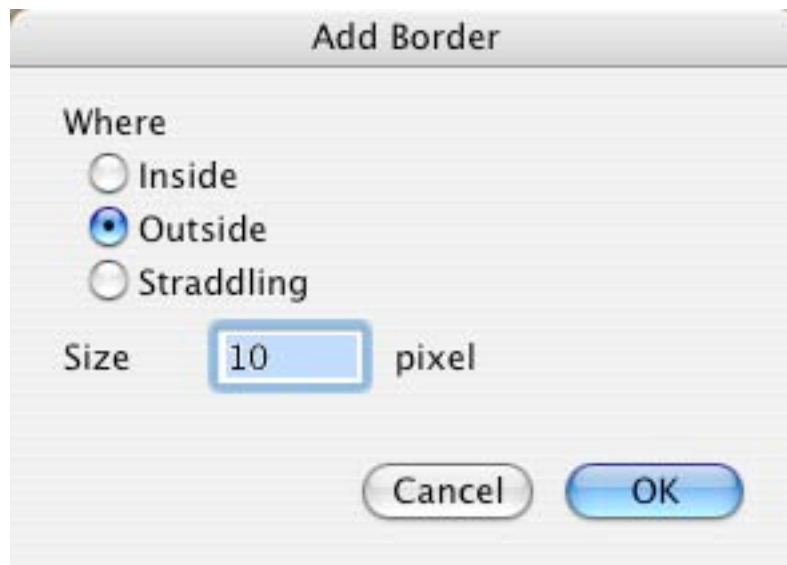 Add Border
Where
Inside
Outside
Straddling
Size 10 pixel
Cancel OK